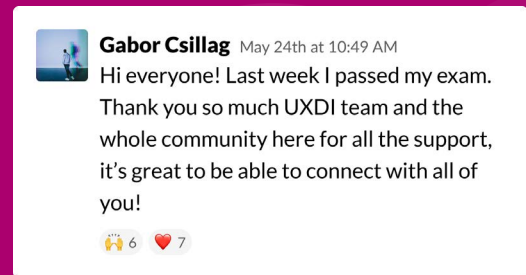 Gabor Csillag May 24th at 10:49 AM
Hi everyone! Last week I passed my exam.
Thank you so much UXDI team and the
whole community here for all the support,
it’s great to be able to connect with all of
you!
🙌 6 ❤️ 7